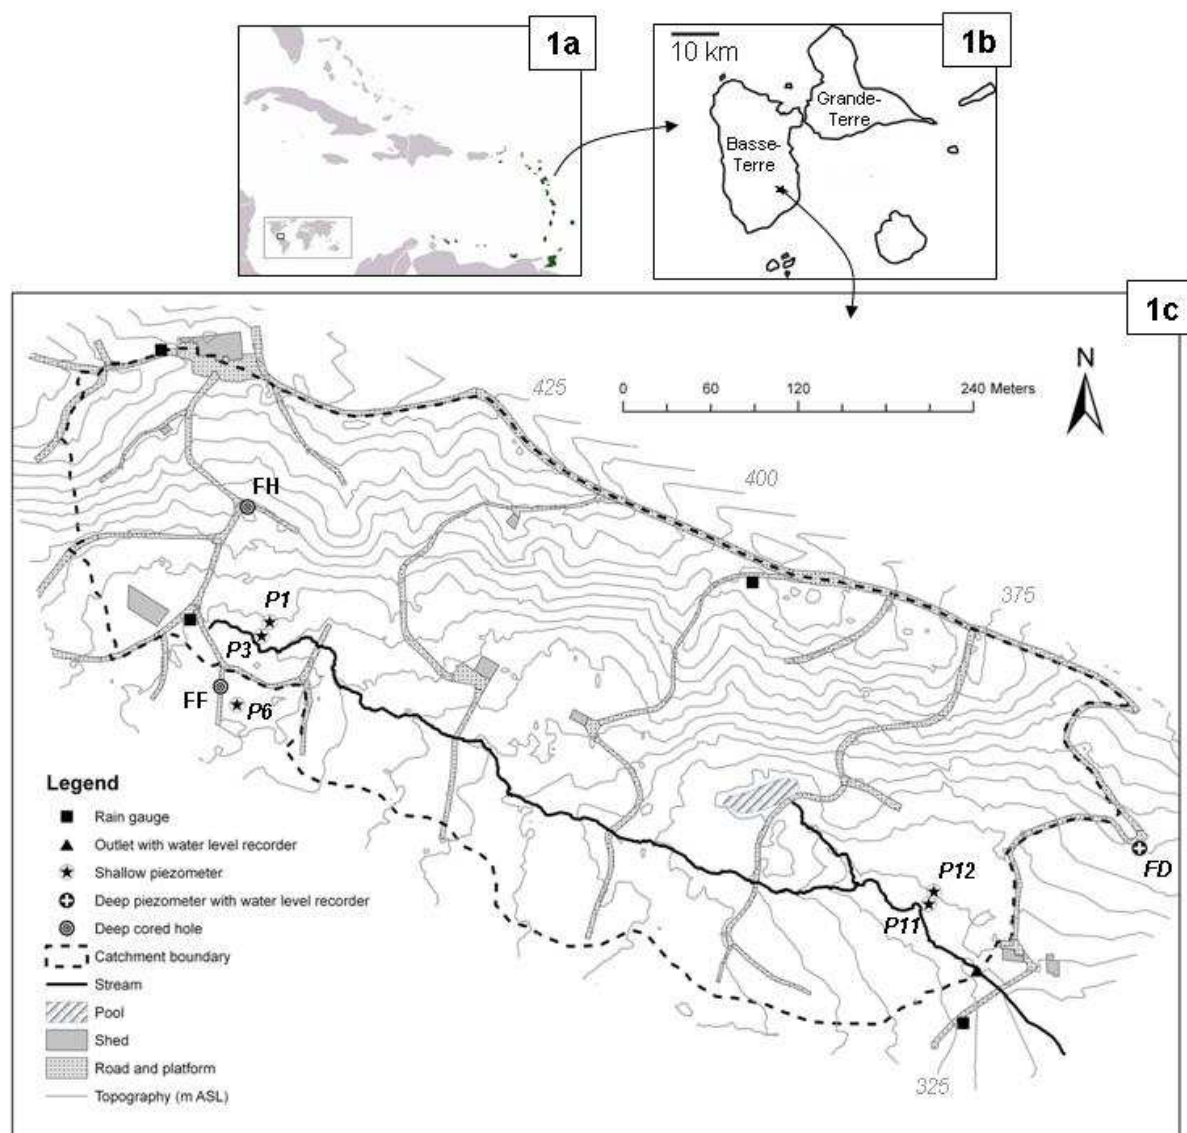 1a
1b
10 km
Grande-
Terre
Basse-
Terre
1c
N
0 60 120 240 Meters
425
400
375
FH
P1
P3
FF
P6
P12
P11
FD
325
Legend
Rain gauge
Outlet with water level recorder
Shallow piezometer
Deep piezometer with water level recorder
Deep cored hole
Catchment boundary
Stream
Pool
Shed
Road and platform
Topography (m ASL)